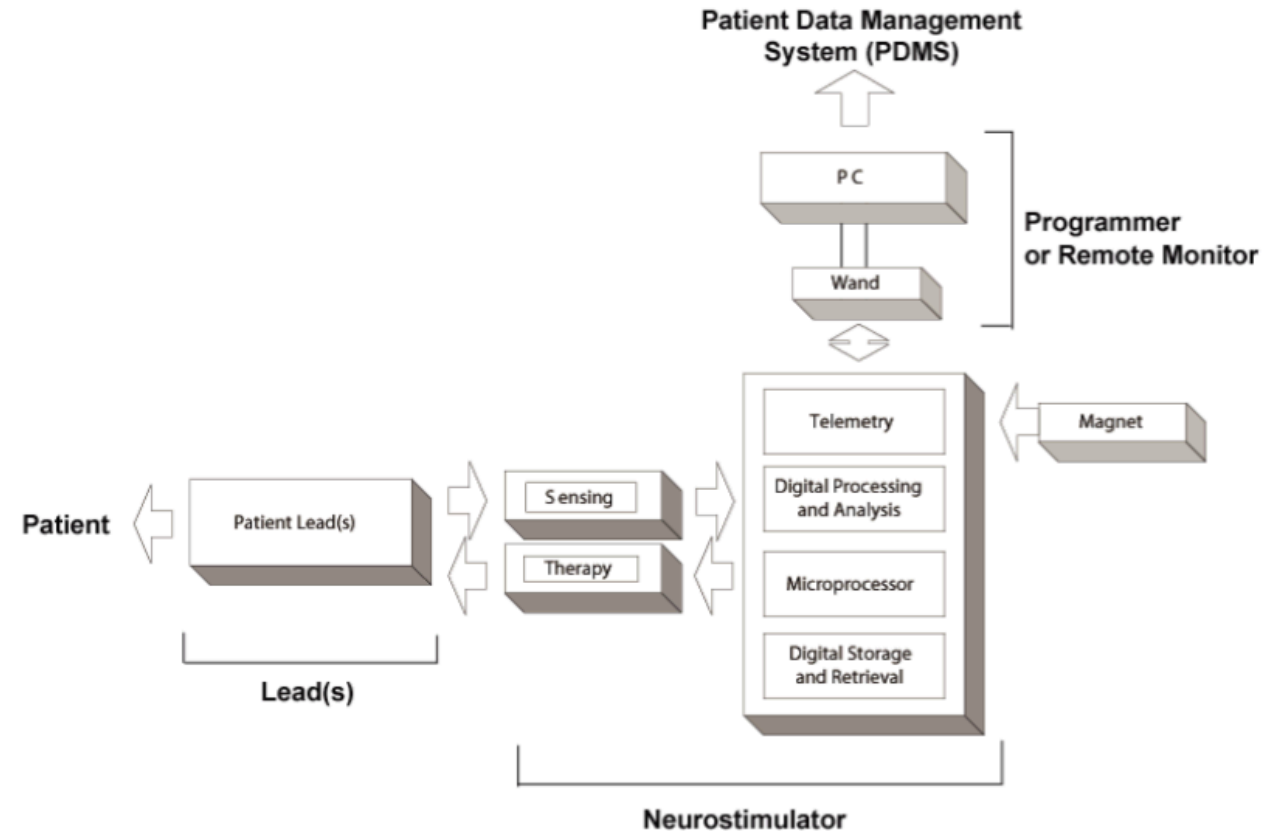 Patient Data Management
System (PDMS)
PC
Programmer
or Remote Monitor
Wand
Telemetry
Magnet
Digital Processing
and Analysis
Sensing
Patient
Patient Lead(s)
Therapy
Microprocessor
Digital Storage
and Retrieval
Lead(s)
Neurostimulator